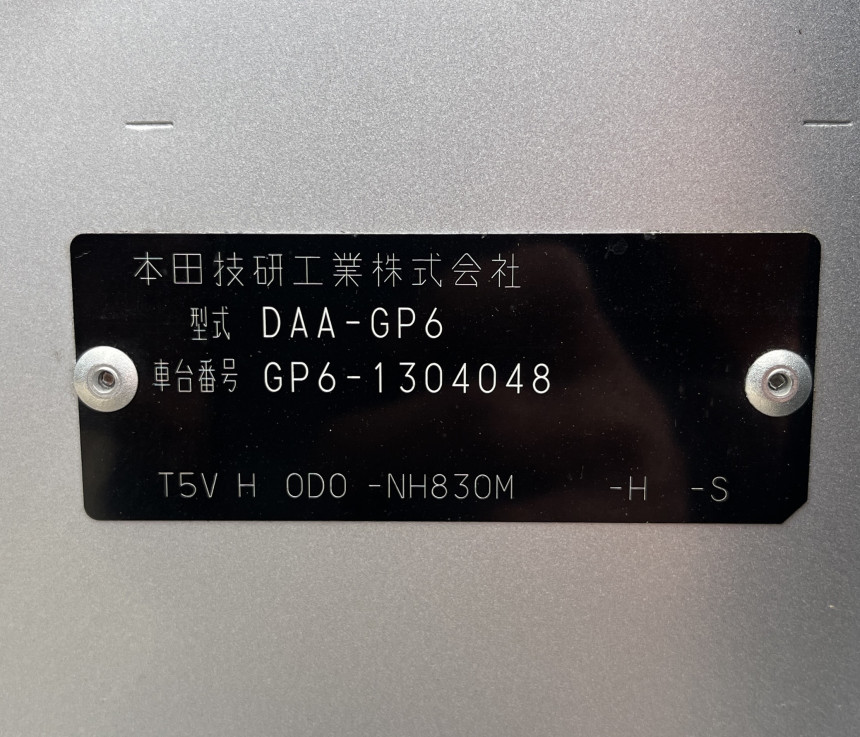 本田技研工業株式会社
型式 DAA-GP6
車台番号 GP6-1304048
T5V H 0D0 -NH830M -H -S